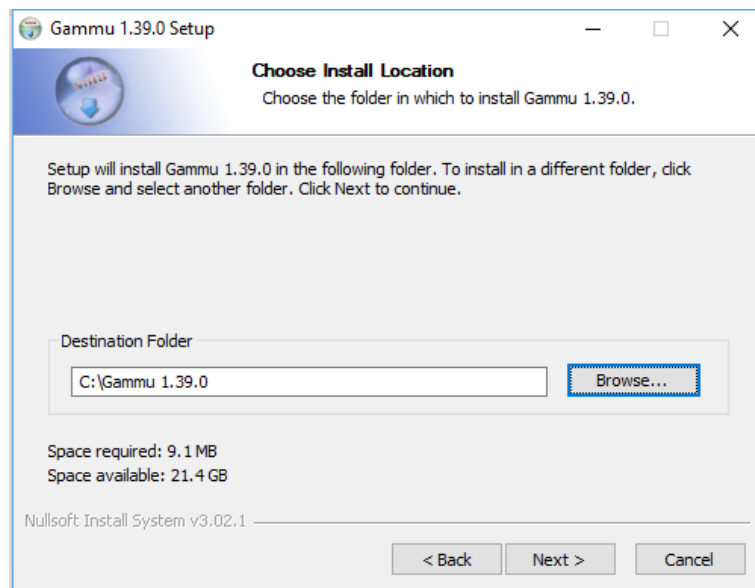 Gammu 1.39.0 Setup
Choose Install Location
Choose the folder in which to install Gammu 1.39.0.
Setup will install Gammu 1.39.0 in the following folder. To install in a different folder, click
Browse and select another folder. Click Next to continue.
Destination Folder
C:\Gammu 1.39.0
Browse...
Space required: 9.1 MB
Space available: 21.4 GB
Nullsoft Install System v3.02.1
< Back
Next >
Cancel